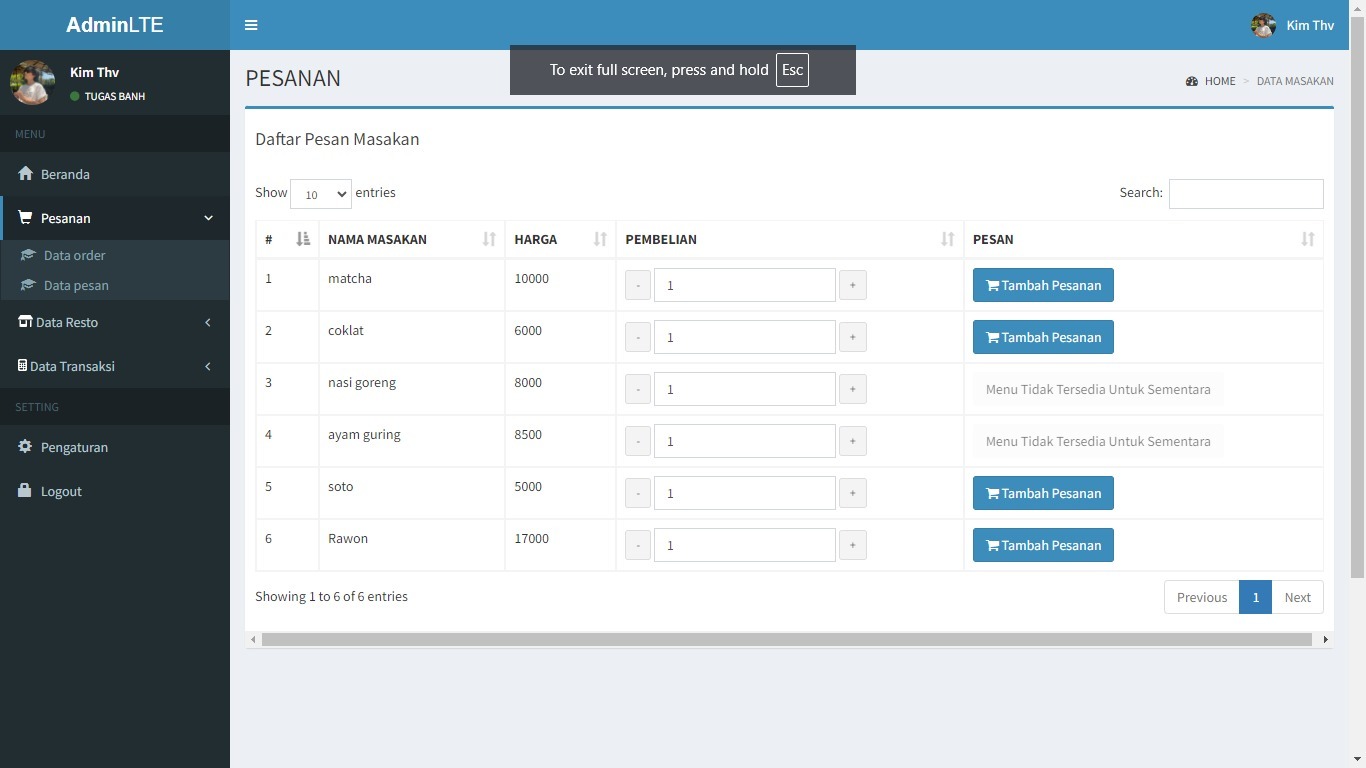 AdminLTE
Kim Thv
Kim Thv
TUGAS BANH
To exit full screen, press and hold Esc
PESANAN
HOME > DATA MASAKAN
MENU
Beranda
Pesanan
Data order
Data pesan
Data Resto
Data Transaksi
SETTING
Pengaturan
Logout
Daftar Pesan Masakan
Show 10 entries
Search:
# NAMA MASAKAN HARGA PEMBELIAN PESAN
1 matcha 10000 - 1 + Tambah Pesanan
2 coklat 6000 - 1 + Tambah Pesanan
3 nasi goreng 8000 - 1 + Menu Tidak Tersedia Untuk Sementara
4 ayam guring 8500 - 1 + Menu Tidak Tersedia Untuk Sementara
5 soto 5000 - 1 + Tambah Pesanan
6 Rawon 17000 - 1 + Tambah Pesanan
Showing 1 to 6 of 6 entries
Previous 1 Next